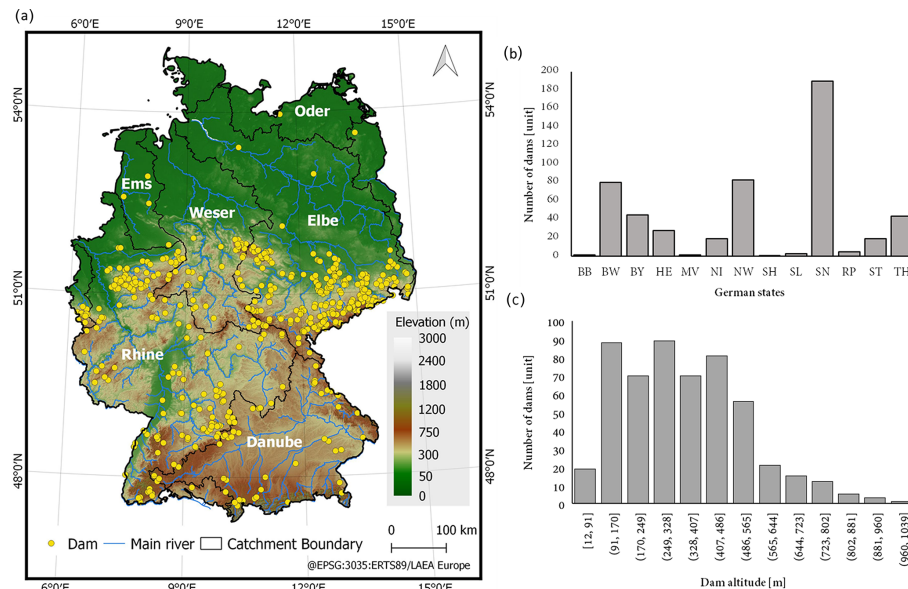 (a)
6°0'E 9°0'E 12°0'E 15°0'E
54°0'N 54°0'N
51°0'N 51°0'N
48°0'N 48°0'N
Oder
Ems
Weser
Elbe
Rhine
Danube
Elevation (m)
3000
2400
1800
1200
750
300
50
0
0 100 km
Dam Main river Catchment Boundary
@EPSG:3035:ERTS89/LAEA Europe
6°0'E 9°0'E 12°0'E 15°0'E
(b)
Number of dams [unit]
200
180
160
140
120
100
80
60
40
20
0
BB BW BY HE MV NI NW SH SL SN RP ST TH
German states
(c)
Number of dams [unit]
100
90
80
70
60
50
40
30
20
10
0
[12, 91]
(91, 170]
(170, 249]
(249, 328]
(328, 407]
(407, 486]
(486, 565]
(565, 644]
(644, 723]
(723, 802]
(802, 881]
(881, 960]
(960, 1039]
Dam altitude [m]